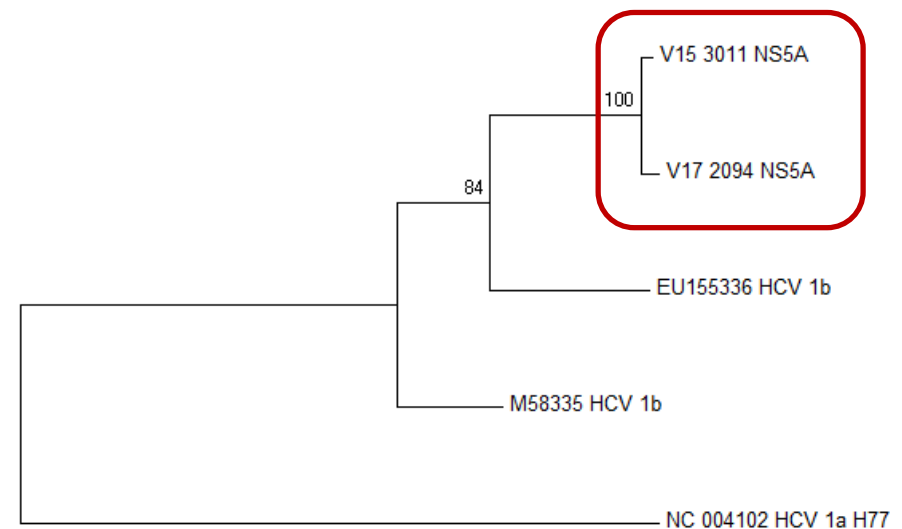 V15 3011 NS5A
100
V17 2094 NS5A
84
EU155336 HCV 1b
M58335 HCV 1b
NC 004102 HCV 1a H77